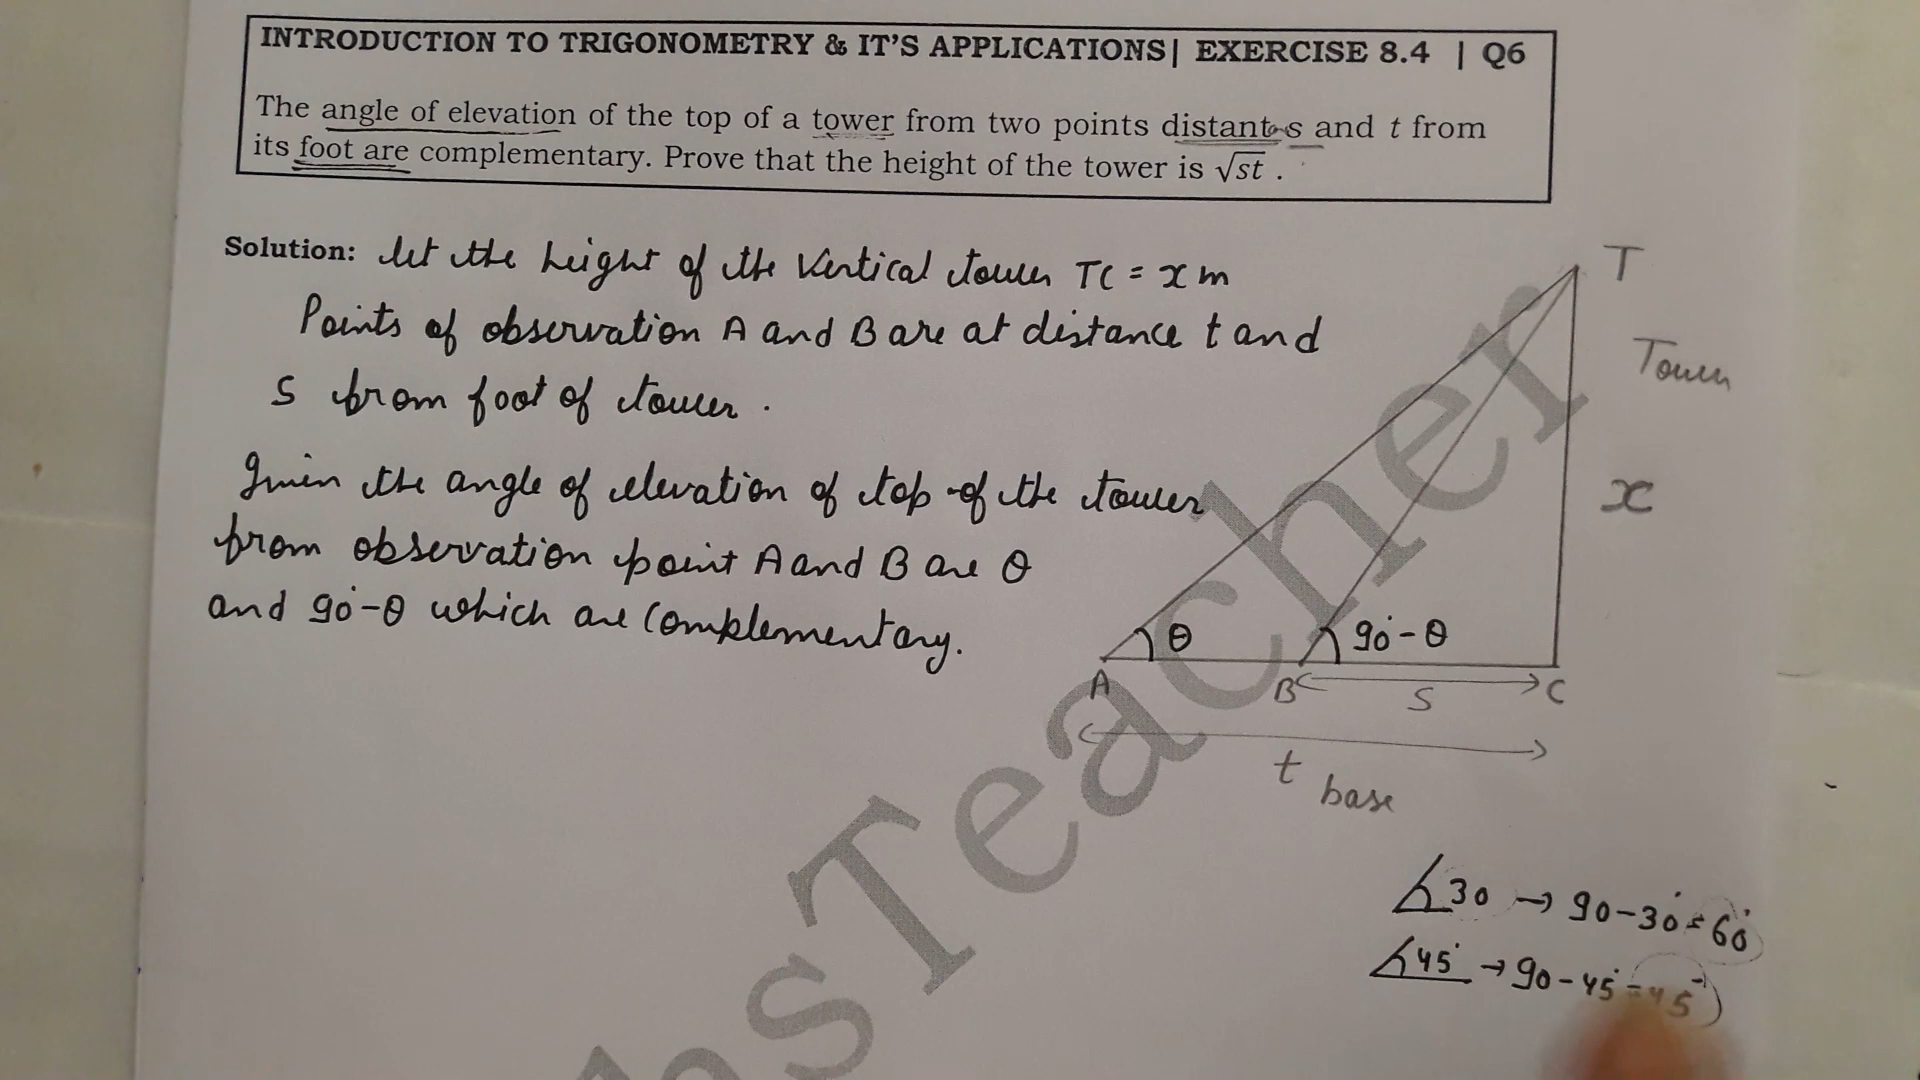 INTRODUCTION TO TRIGONOMETRY & IT'S APPLICATIONS| EXERCISE 8.4 | Q6
The angle of elevation of the top of a tower from two points distant s and t from
its foot are complementary. Prove that the height of the tower is √st .
Solution: let the height of the vertical tower TC = x m
Points of observation A and B are at distance t and
S from foot of tower .
Given the angle of elevation of top of the tower
from observation point A and B are θ
and 90°-θ which are complementary.
T
Tower
x
θ
90°-θ
A
B
S
C
t
base
30 → 90-30°=60°
45° → 90-45°=45°
hsTeacher